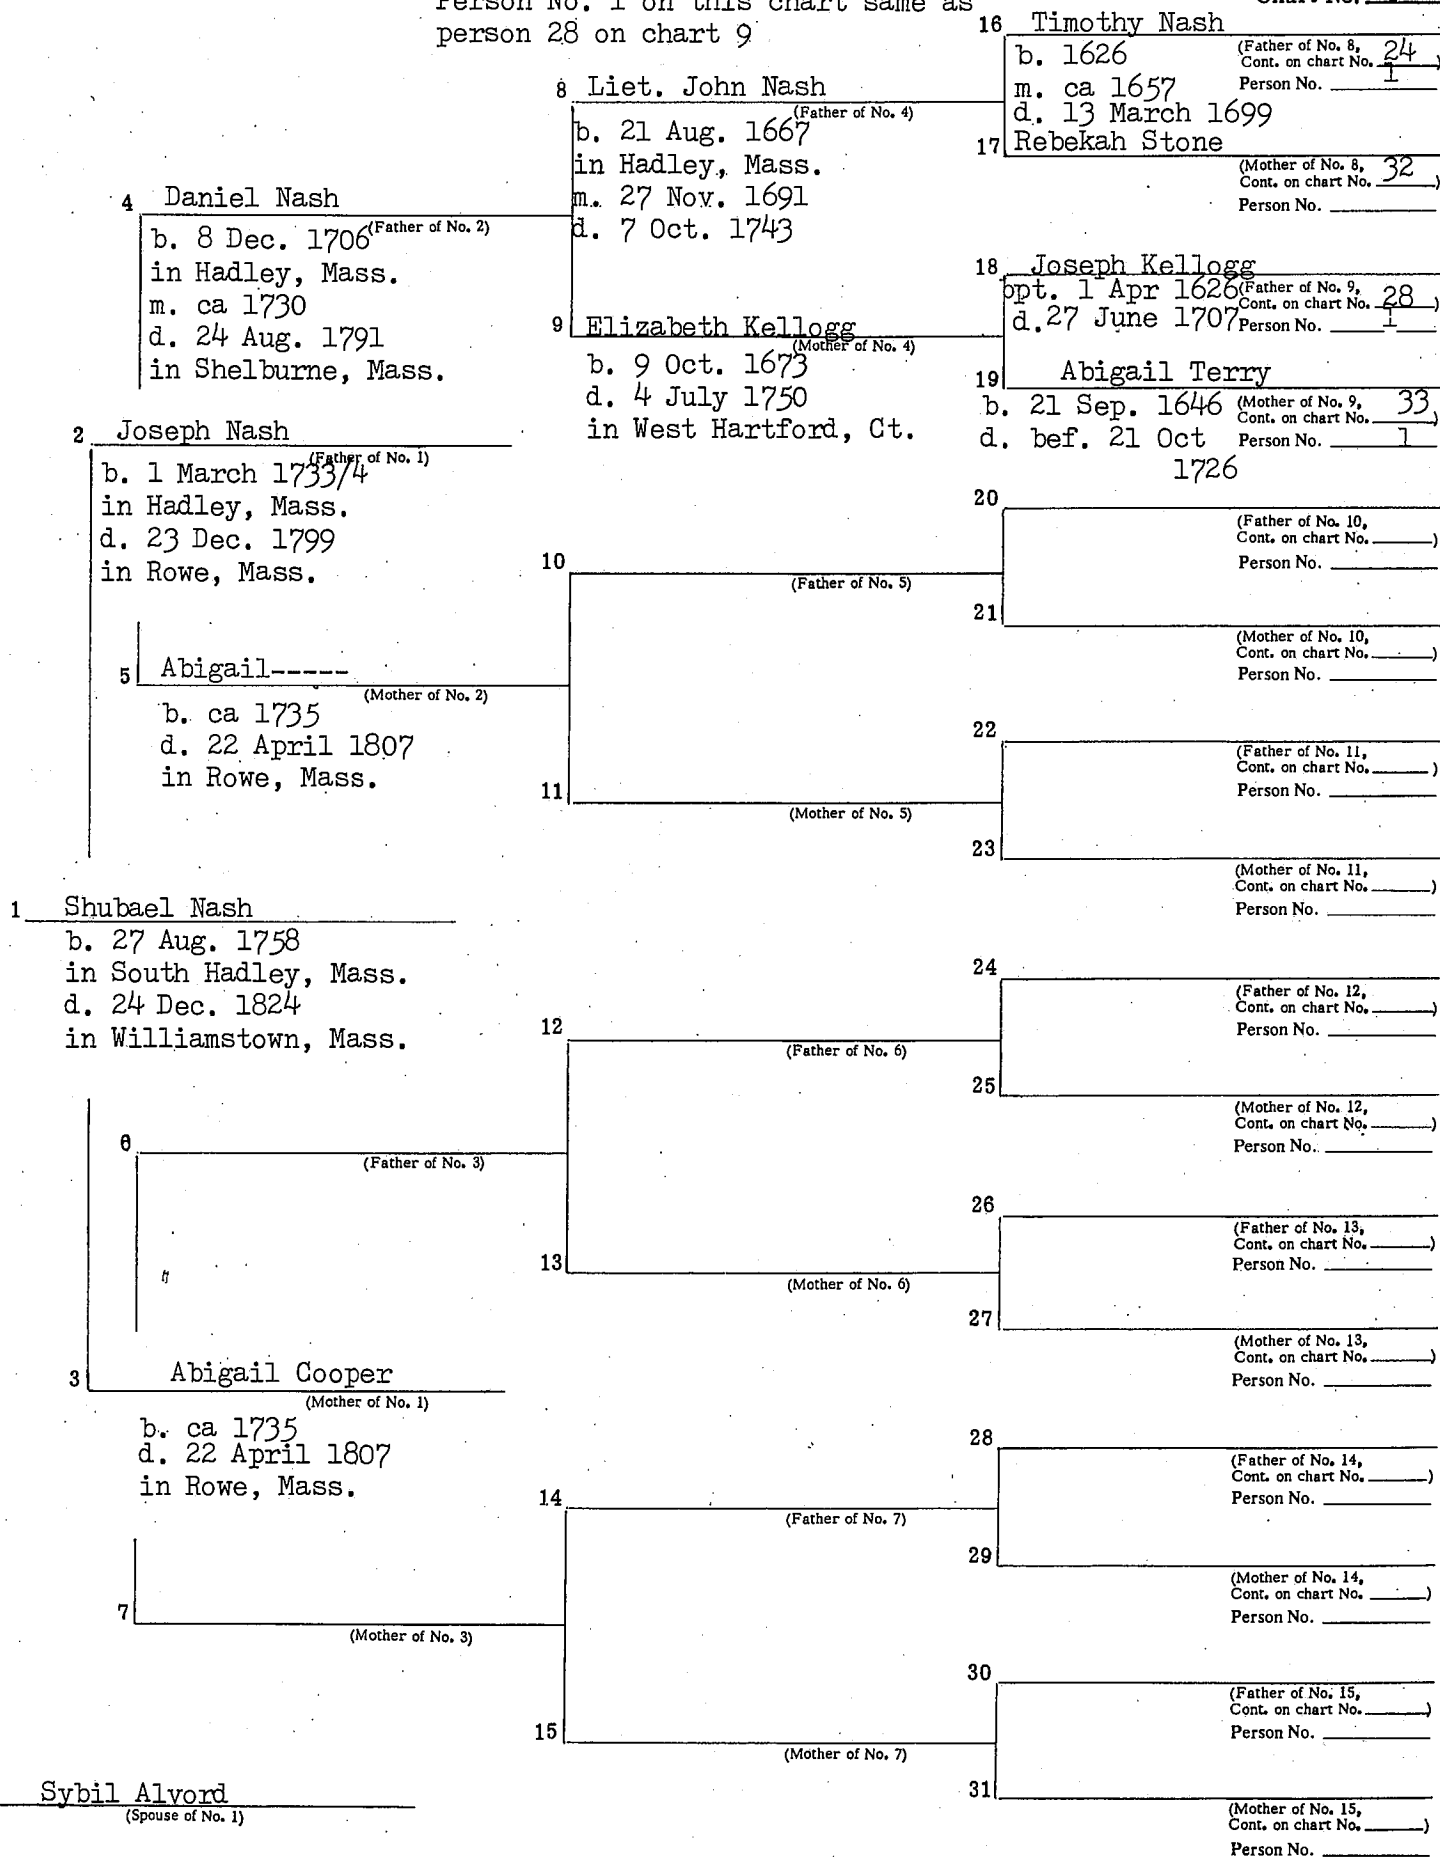 Person No. 1 on this chart same as
person 28 on chart 9
Chart No.
16 Timothy Nash
b. 1626
(Father of No. 8,
Cont. on chart No. 24)
Person No. 1
m. ca 1657
d. 13 March 1699
17 Rebekah Stone
(Mother of No. 8,
Cont. on chart No. 32)
Person No.
8 Liet. John Nash
(Father of No. 4)
b. 21 Aug. 1667
in Hadley, Mass.
m. 27 Nov. 1691
d. 7 Oct. 1743
4 Daniel Nash
(Father of No. 2)
b. 8 Dec. 1706
in Hadley, Mass.
m. ca 1730
d. 24 Aug. 1791
in Shelburne, Mass.
18 Joseph Kellogg
bpt. 1 Apr 1626
(Father of No. 9,
Cont. on chart No. 28)
d. 27 June 1707
Person No. 1
9 Elizabeth Kellogg
(Mother of No. 4)
b. 9 Oct. 1673
d. 4 July 1750
in West Hartford, Ct.
19 Abigail Terry
b. 21 Sep. 1646
(Mother of No. 9,
Cont. on chart No. 33)
d. bef. 21 Oct
1726
Person No. 1
2 Joseph Nash
(Father of No. 1)
b. 1 March 1733/4
in Hadley, Mass.
d. 23 Dec. 1799
in Rowe, Mass.
20
(Father of No. 10,
Cont. on chart No. )
Person No.
10
(Father of No. 5)
21
(Mother of No. 10,
Cont. on chart No. )
Person No.
5 Abigail-----
(Mother of No. 2)
b. ca 1735
d. 22 April 1807
in Rowe, Mass.
22
(Father of No. 11,
Cont. on chart No. )
Person No.
11
(Mother of No. 5)
23
(Mother of No. 11,
Cont. on chart No. )
Person No.
1 Shubael Nash
b. 27 Aug. 1758
in South Hadley, Mass.
d. 24 Dec. 1824
in Williamstown, Mass.
24
(Father of No. 12,
Cont. on chart No. )
Person No.
12
(Father of No. 6)
25
(Mother of No. 12,
Cont. on chart No. )
Person No.
6
(Father of No. 3)
26
(Father of No. 13,
Cont. on chart No. )
Person No.
13
(Mother of No. 6)
27
(Mother of No. 13,
Cont. on chart No. )
Person No.
3 Abigail Cooper
(Mother of No. 1)
b. ca 1735
d. 22 April 1807
in Rowe, Mass.
28
(Father of No. 14,
Cont. on chart No. )
Person No.
14
(Father of No. 7)
29
(Mother of No. 14,
Cont. on chart No. )
Person No.
7
(Mother of No. 3)
30
(Father of No. 15,
Cont. on chart No. )
Person No.
15
(Mother of No. 7)
31
(Mother of No. 15,
Cont. on chart No. )
Person No.
Sybil Alvord
(Spouse of No. 1)